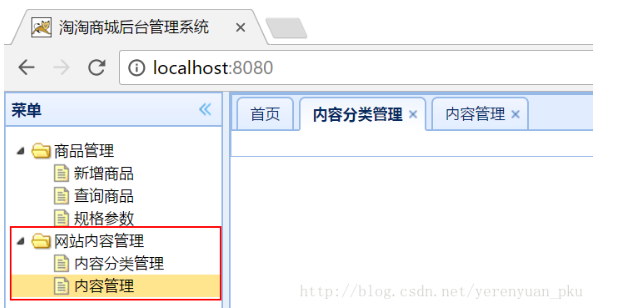 淘淘商城后台管理系统
localhost:8080
菜单
首页 内容分类管理 内容管理
商品管理
新增商品
查询商品
规格参数
网站内容管理
内容分类管理
内容管理
http://blog.csdn.net/yerenyuan_pku